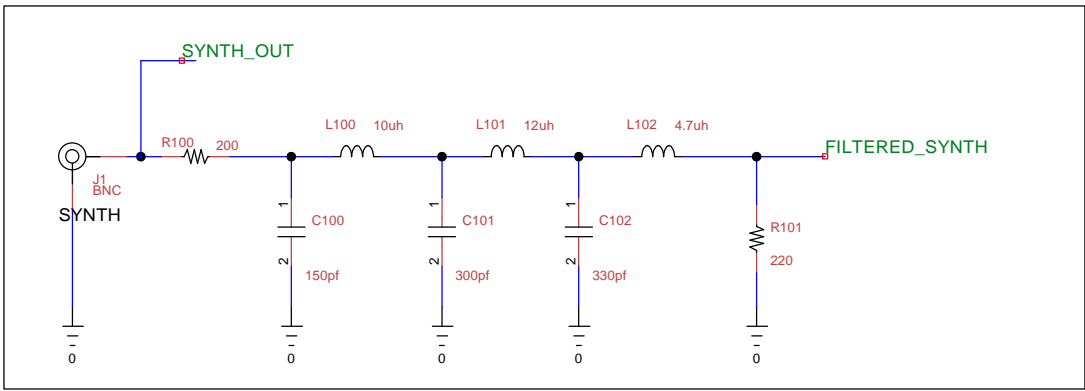 SYNTH_OUT
L100 10uh
L101 12uh
L102 4.7uh
R100 200
FILTERED_SYNTH
J1
BNC
SYNTH
1
C100
2
150pf
1
C101
2
300pf
1
C102
2
330pf
R101
220
0
0
0
0
0